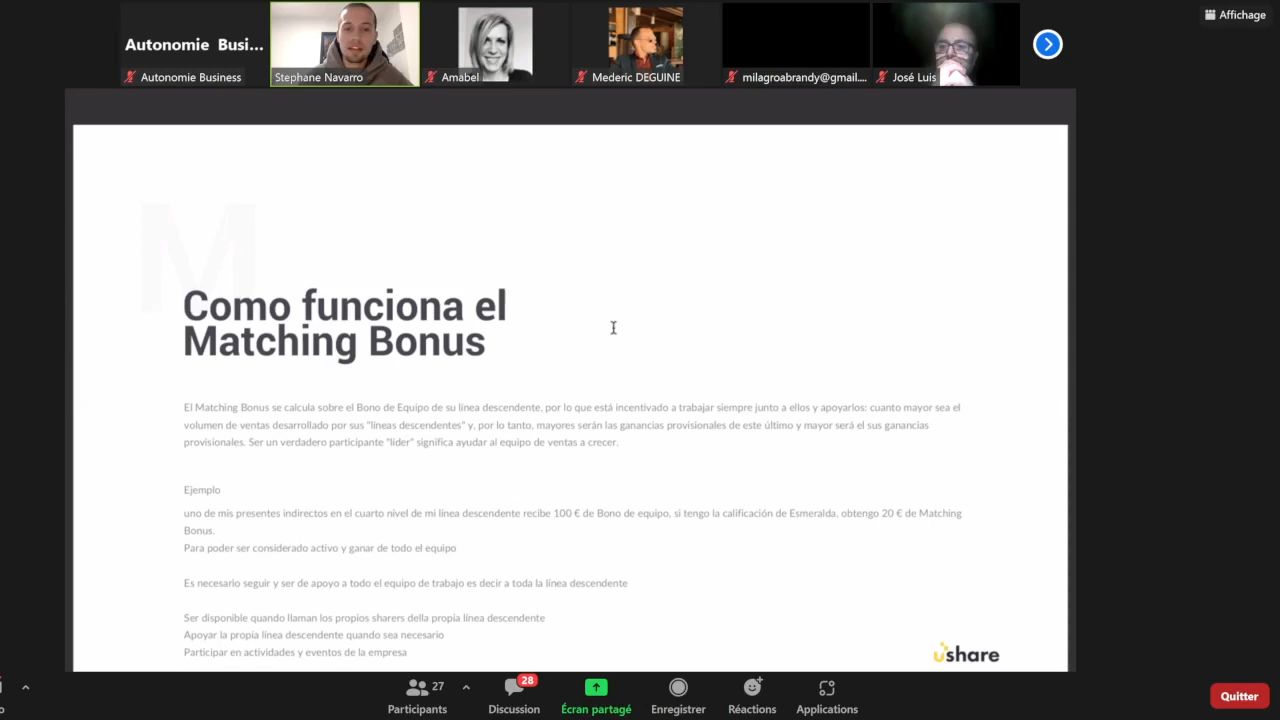 Autonomie Busi...
Autonomie Business
Stephane Navarro
Amabel
Mederic DEGUINE
milagroabrandy@gmail....
José Luis
Affichage
M
Como funciona el
Matching Bonus
El Matching Bonus se calcula sobre el Bono de Equipo de su línea descendente, por lo que está incentivado a trabajar siempre junto a ellos y apoyarlos: cuanto mayor sea el
volumen de ventas desarrollado por sus "líneas descendentes" y, por lo tanto, mayores serán las ganancias provisionales de este último y mayor será el sus ganancias
provisionales. Ser un verdadero participante "líder" significa ayudar al equipo de ventas a crecer.
Ejemplo
uno de mis presentes indirectos en el cuarto nivel de mi línea descendente recibe 100 € de Bono de equipo, si tengo la calificación de Esmeralda, obtengo 20 € de Matching
Bonus.
Para poder ser considerado activo y ganar de todo el equipo
Es necesario seguir y ser de apoyo a todo el equipo de trabajo es decir a toda la línea descendente
Ser disponible quando llaman los propios sharers della propia línea descendente
Apoyar la propia línea descendente quando sea necesario
Participar en actividades y eventos de la empresa
ushare
27
28
Participants
Discussion
Écran partagé
Enregistrer
Réactions
Applications
Quitter